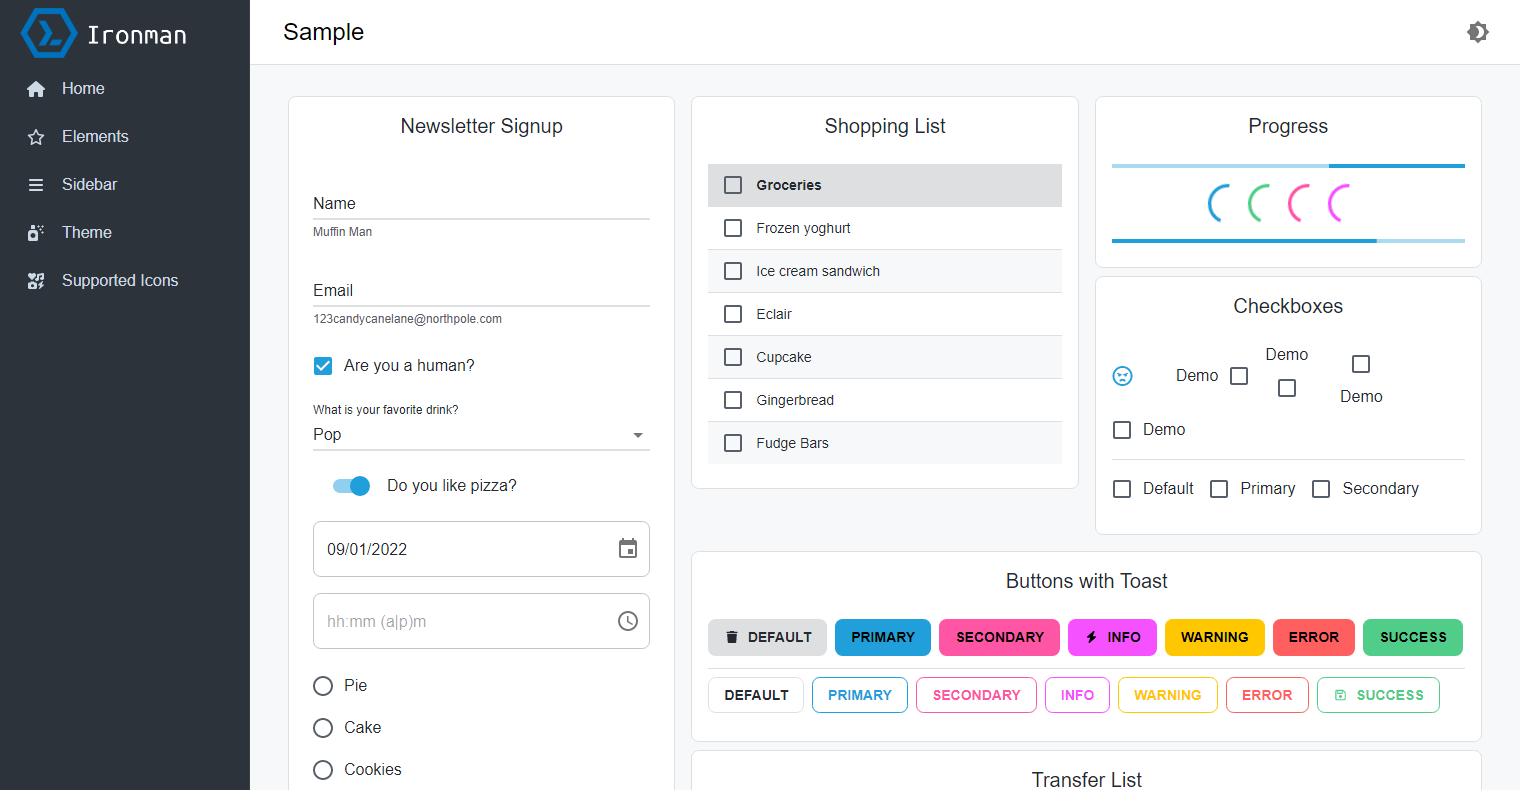 Ironman
Home
Elements
Sidebar
Theme
Supported Icons
Sample
Newsletter Signup
Name
Muffin Man
Email
123candycanelane@northpole.com
Are you a human?
What is your favorite drink?
Pop
Do you like pizza?
09/01/2022
hh:mm (a|p)m
Pie
Cake
Cookies
Shopping List
Groceries
Frozen yoghurt
Ice cream sandwich
Eclair
Cupcake
Gingerbread
Fudge Bars
Progress
Checkboxes
Demo
Demo
Demo
Demo
Default Primary Secondary
Buttons with Toast
DEFAULT PRIMARY SECONDARY INFO WARNING ERROR SUCCESS
DEFAULT PRIMARY SECONDARY INFO WARNING ERROR SUCCESS
Transfer List